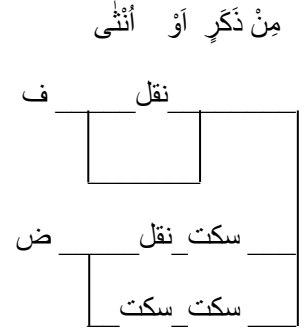 مِنْ ذَكَرٍ اَوْ اُنْثٰى
نقل ف
سكت نقل ض
سكت سكت